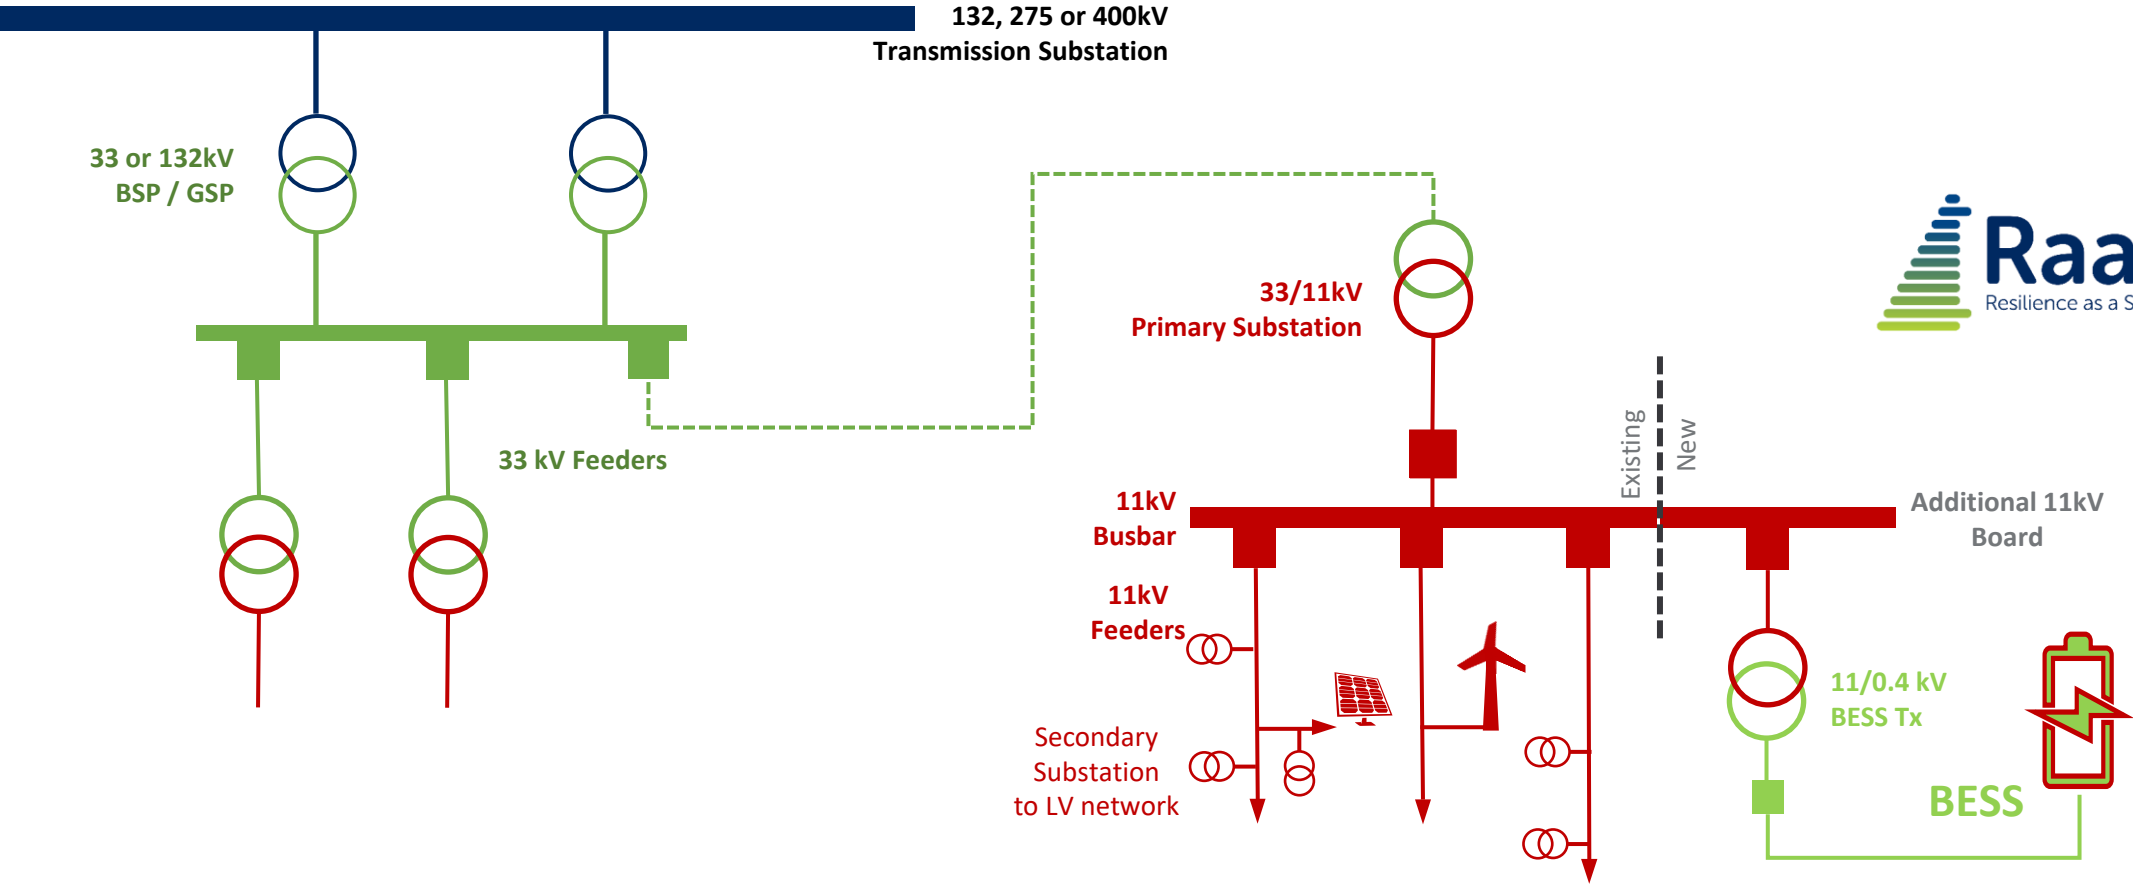 132, 275 or 400kV
Transmission Substation
33 or 132kV
BSP / GSP
33/11kV
Primary Substation
Raa
Resilience as a S
Existing
New
33 kV Feeders
11kV
Busbar
Additional 11kV
Board
11kV
Feeders
11/0.4 kV
BESS Tx
Secondary
Substation
to LV network
BESS